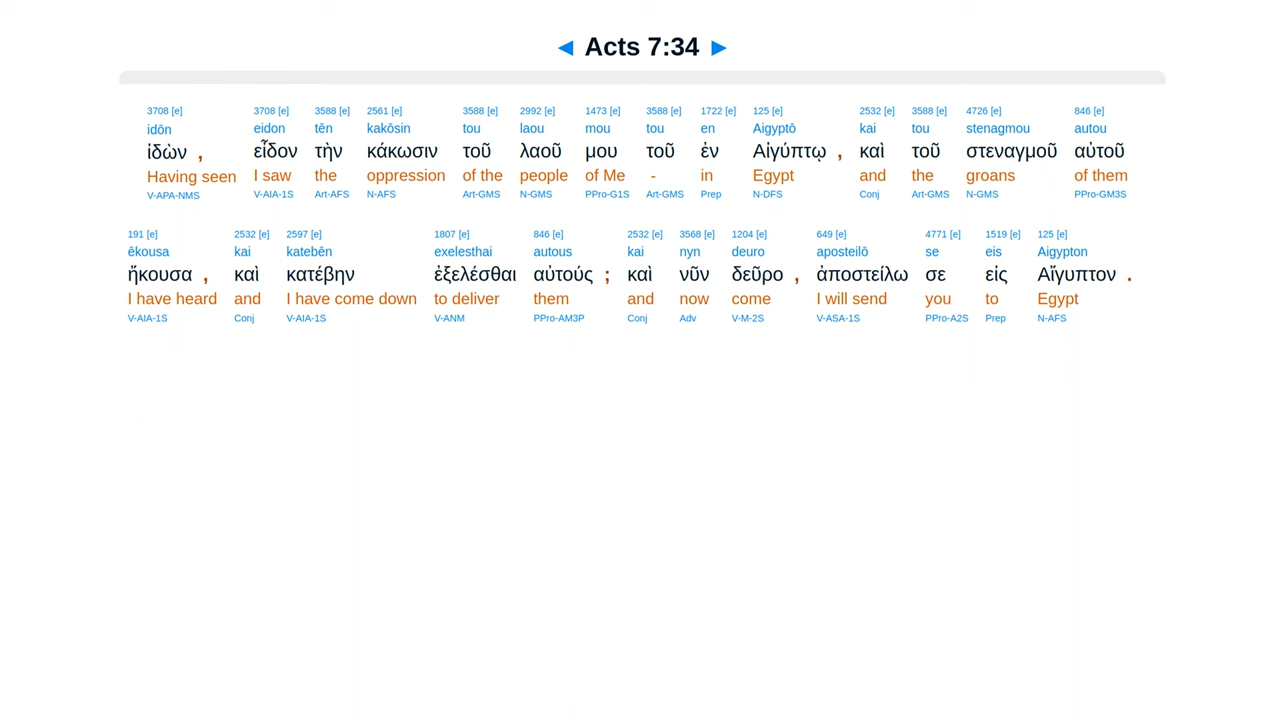 ◄ Acts 7:34 ►
3708 [e] 3708 [e] 3588 [e] 2561 [e] 3588 [e] 2992 [e] 1473 [e] 3588 [e] 1722 [e] 125 [e] 2532 [e] 3588 [e] 4726 [e] 846 [e]
idōn eidon tēn kakōsin tou laou mou tou en Aigyptō kai tou stenagmou autou
ἰδὼν , εἶδον τὴν κάκωσιν τοῦ λαοῦ μου τοῦ ἐν Αἰγύπτῳ , καὶ τοῦ στεναγμοῦ αὐτοῦ
Having seen I saw the oppression of the people of Me - in Egypt and the groans of them
V-APA-NMS V-AIA-1S Art-AFS N-AFS Art-GMS N-GMS PPro-G1S Art-GMS Prep N-DFS Conj Art-GMS N-GMS PPro-GM3S
191 [e] 2532 [e] 2597 [e] 1807 [e] 846 [e] 2532 [e] 3568 [e] 1204 [e] 649 [e] 4771 [e] 1519 [e] 125 [e]
ēkousa kai katebēn exelesthai autous kai nyn deuro aposteilō se eis Aigypton
ἤκουσα , καὶ κατέβην ἐξελέσθαι αὐτούς ; καὶ νῦν δεῦρο , ἀποστείλω σε εἰς Αἴγυπτον .
I have heard and I have come down to deliver them and now come I will send you to Egypt
V-AIA-1S Conj V-AIA-1S V-ANM PPro-AM3P Conj Adv V-M-2S V-ASA-1S PPro-A2S Prep N-AFS